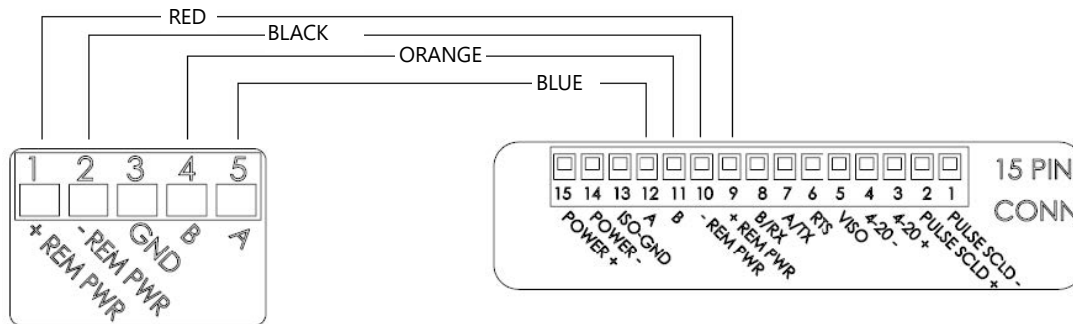 RED
BLACK
ORANGE
BLUE
1 2 3 4 5
+ REM PWR
- REM PWR
GND
B
A
15 14 13 12 11 10 9 8 7 6 5 4 3 2 1
POWER +
POWER -
ISO-GND
A
B
- REM PWR
+ REM PWR
B/RX
A/TX
RTS
VISO
4-20 -
4-20 +
PULSE SCLD +
PULSE SCLD -
15 PIN
CONN